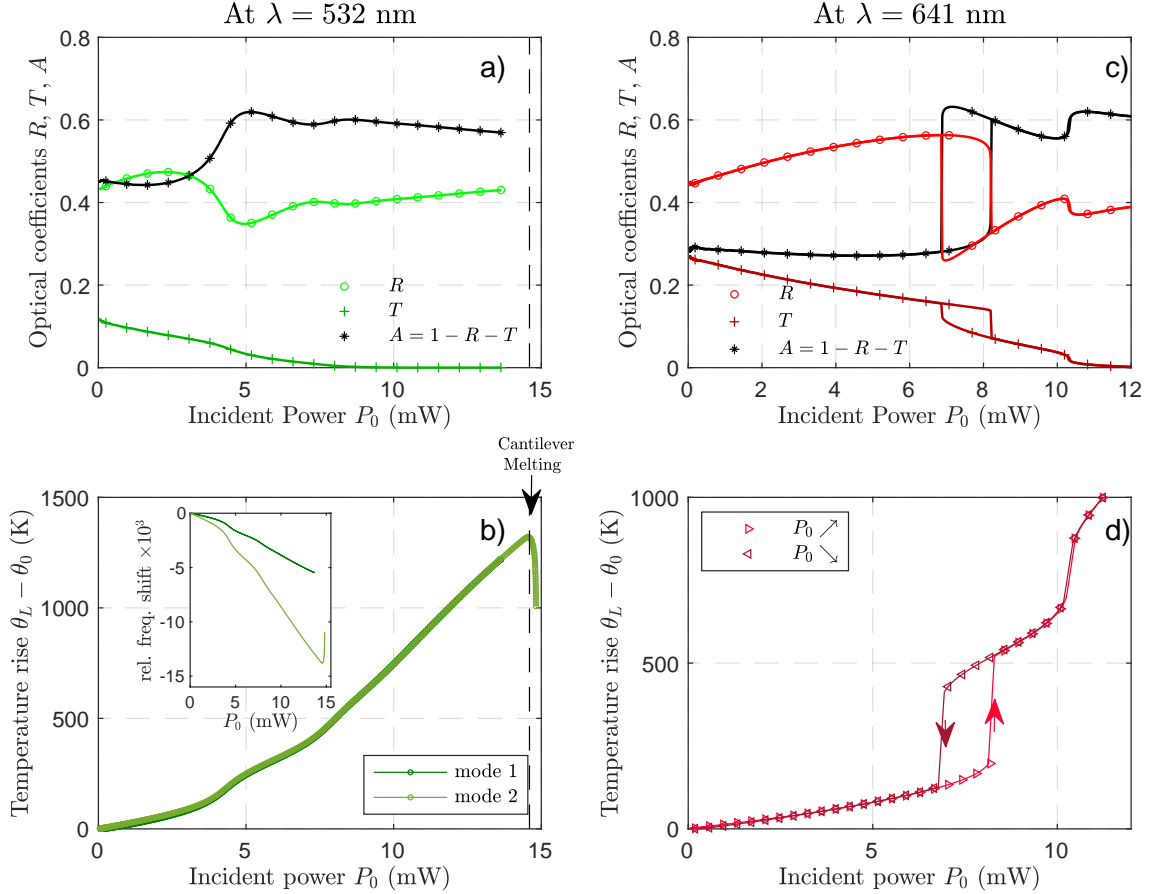 At λ = 532 nm
a)
Optical coefficients R, T, A
0.8
0.6
0.4
0.2
0
R
T
A = 1 − R − T
0
5
10
15
Incident Power P₀ (mW)
At λ = 641 nm
c)
Optical coefficients R, T, A
0.8
0.6
0.4
0.2
0
R
T
A = 1 − R − T
0
2
4
6
8
10
12
Incident Power P₀ (mW)
Cantilever
Melting
b)
Temperature rise θ_L − θ₀ (K)
1500
1000
500
0
rel. freq. shift ×10³
0
-5
-10
-15
0
5
10
15
P₀ (mW)
mode 1
mode 2
0
5
10
15
Incident power P₀ (mW)
d)
Temperature rise θ_L − θ₀ (K)
1000
500
0
P₀ ↗
P₀ ↘
0
5
10
Incident power P₀ (mW)